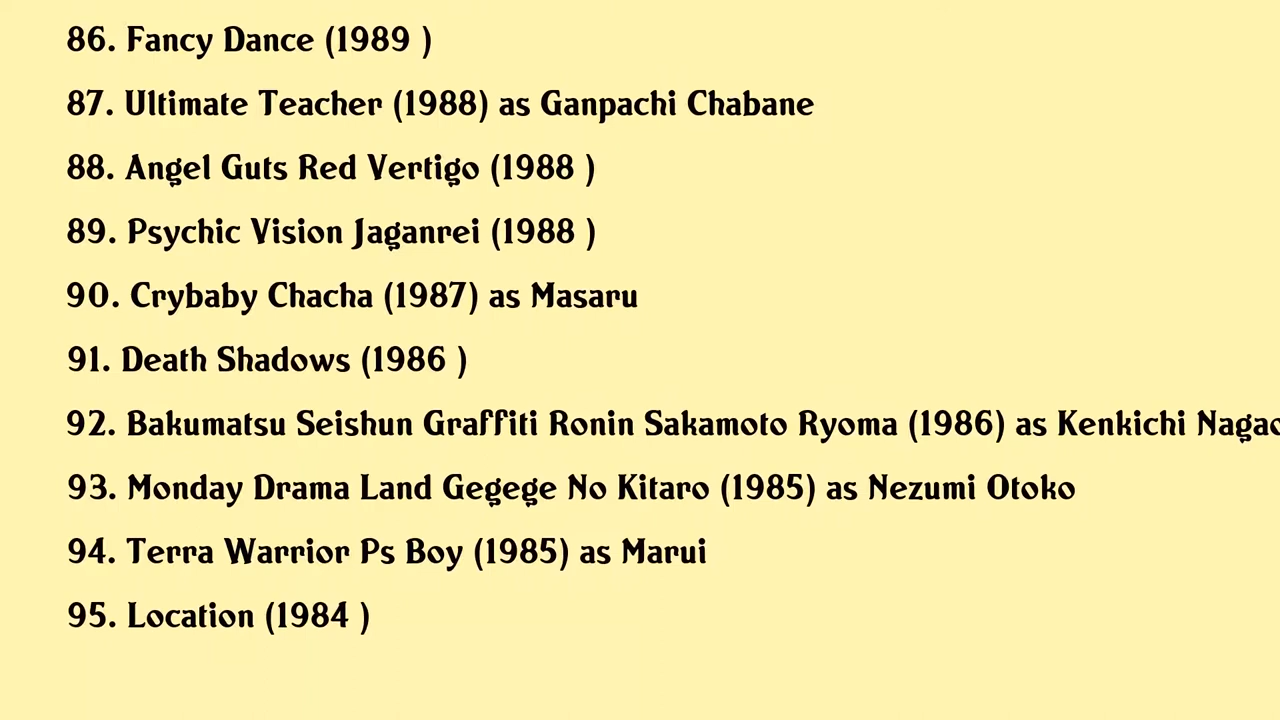 86. Fancy Dance (1989 )
87. Ultimate Teacher (1988) as Ganpachi Chabane
88. Angel Guts Red Vertigo (1988 )
89. Psychic Vision Jaganrei (1988 )
90. Crybaby Chacha (1987) as Masaru
91. Death Shadows (1986 )
92. Bakumatsu Seishun Graffiti Ronin Sakamoto Ryoma (1986) as Kenkichi
93. Monday Drama Land Gegege No Kitaro (1985) as Nezumi Otoko
94. Terra Warrior Ps Boy (1985) as Marui
95. Location (1984 )